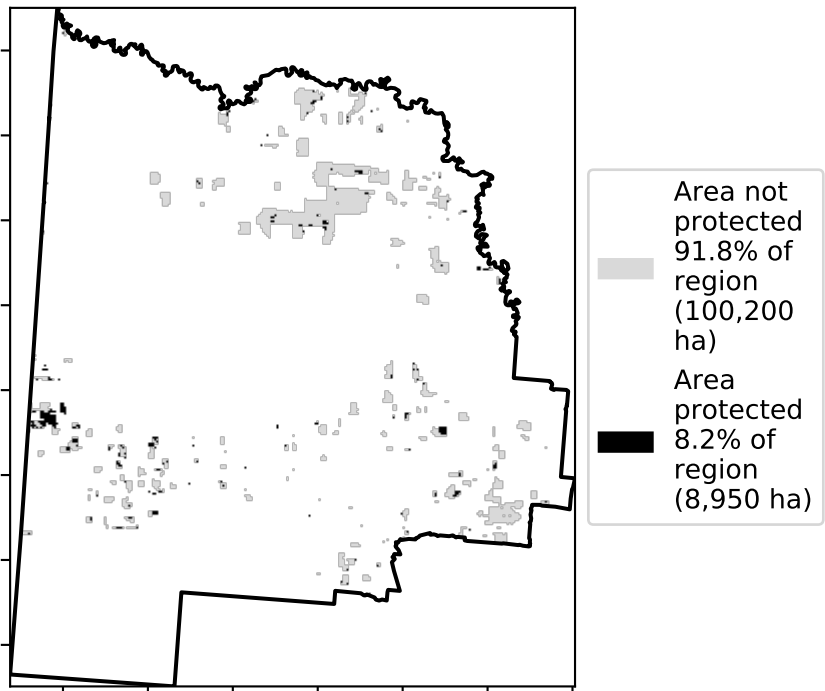 Area not
protected
91.8% of
region
(100,200
ha)
Area
protected
8.2% of
region
(8,950 ha)